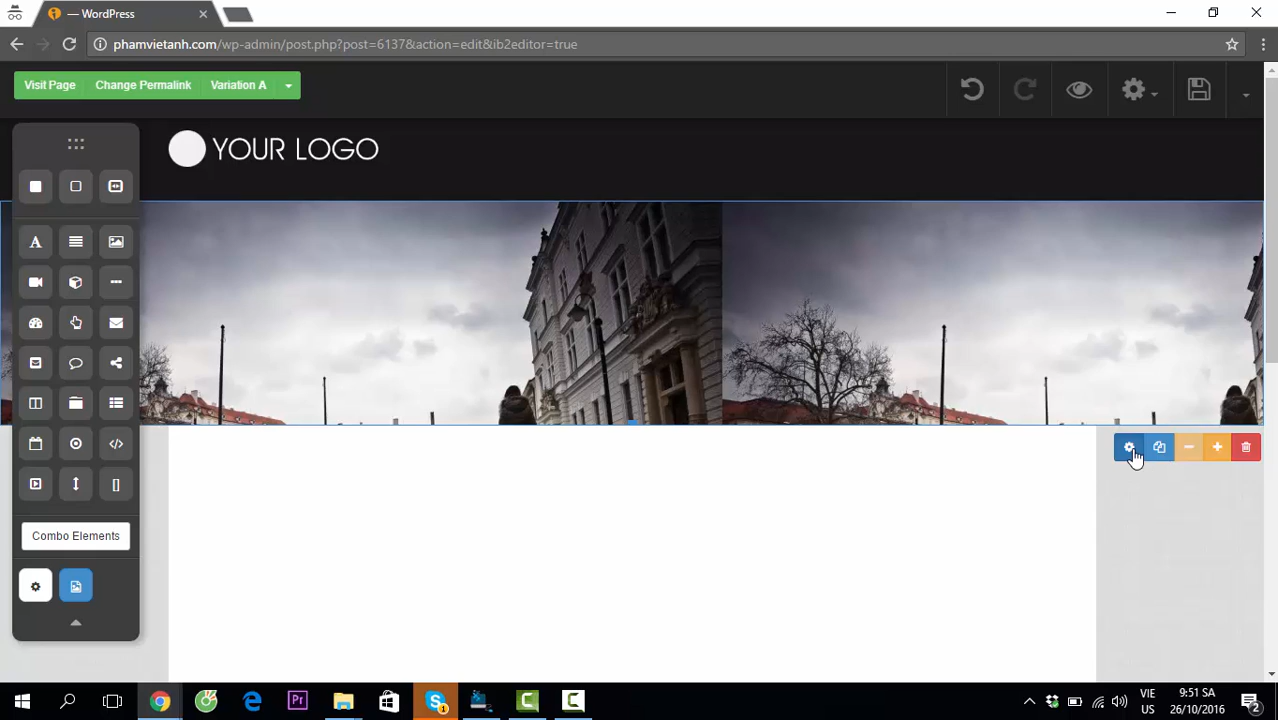 — WordPress
phamvietanh.com/wp-admin/post.php?post=6137&action=edit&ib2editor=true
Visit Page
Change Permalink
Variation A
YOUR LOGO
Combo Elements
VIE
US
9:51 SA
26/10/2016